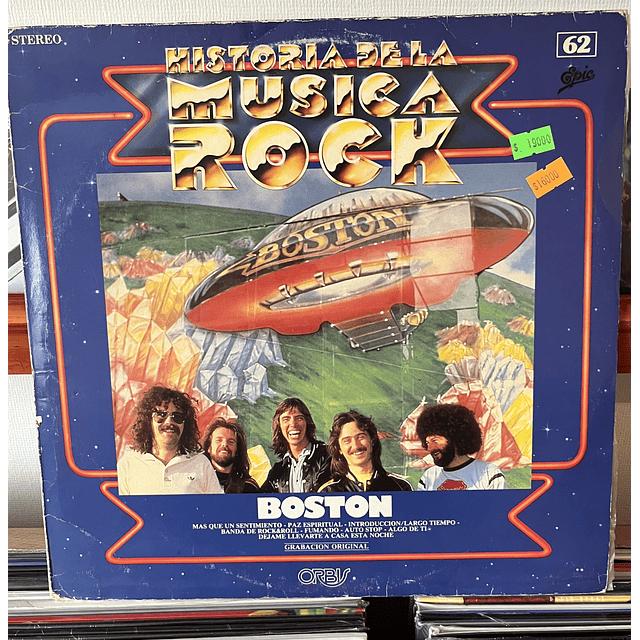 STEREO
62
Epic
HISTORIA DE LA
MUSICA
ROCK
$ 19000
$16000
BOSTON
BOSTON
MAS QUE UN SENTIMIENTO - PAZ ESPIRITUAL - INTRODUCCION/LARGO TIEMPO -
BANDA DE ROCK&ROLL - FUMANDO - AUTO STOP - ALGO DE TI -
DEJAME LLEVARTE A CASA ESTA NOCHE
GRABACION ORIGINAL
ORBIS